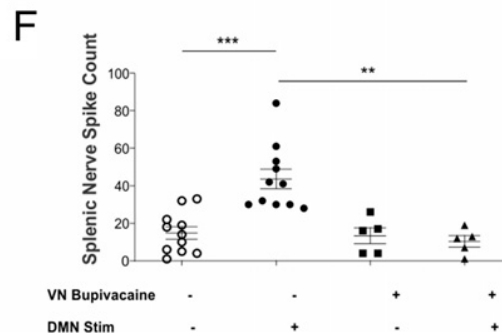 F
***
**
Splenic Nerve Spike Count
100
80
60
40
20
0
VN Bupivacaine - - + +
DMN Stim - + - +